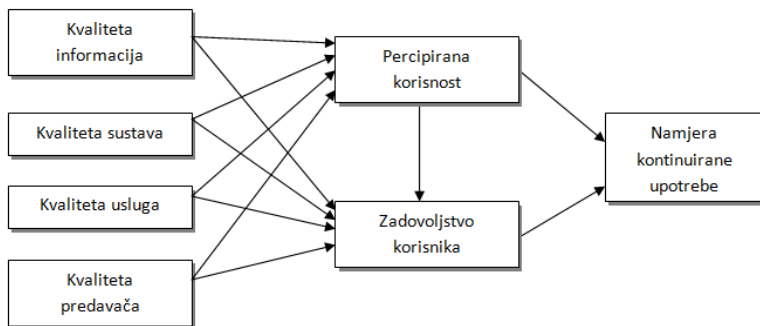 Kvaliteta
informacija
Kvaliteta sustava
Kvaliteta usluga
Kvaliteta
predavača
Percipirana
korisnost
Zadovoljstvo
korisnika
Namjera
kontinuirane
upotrebe